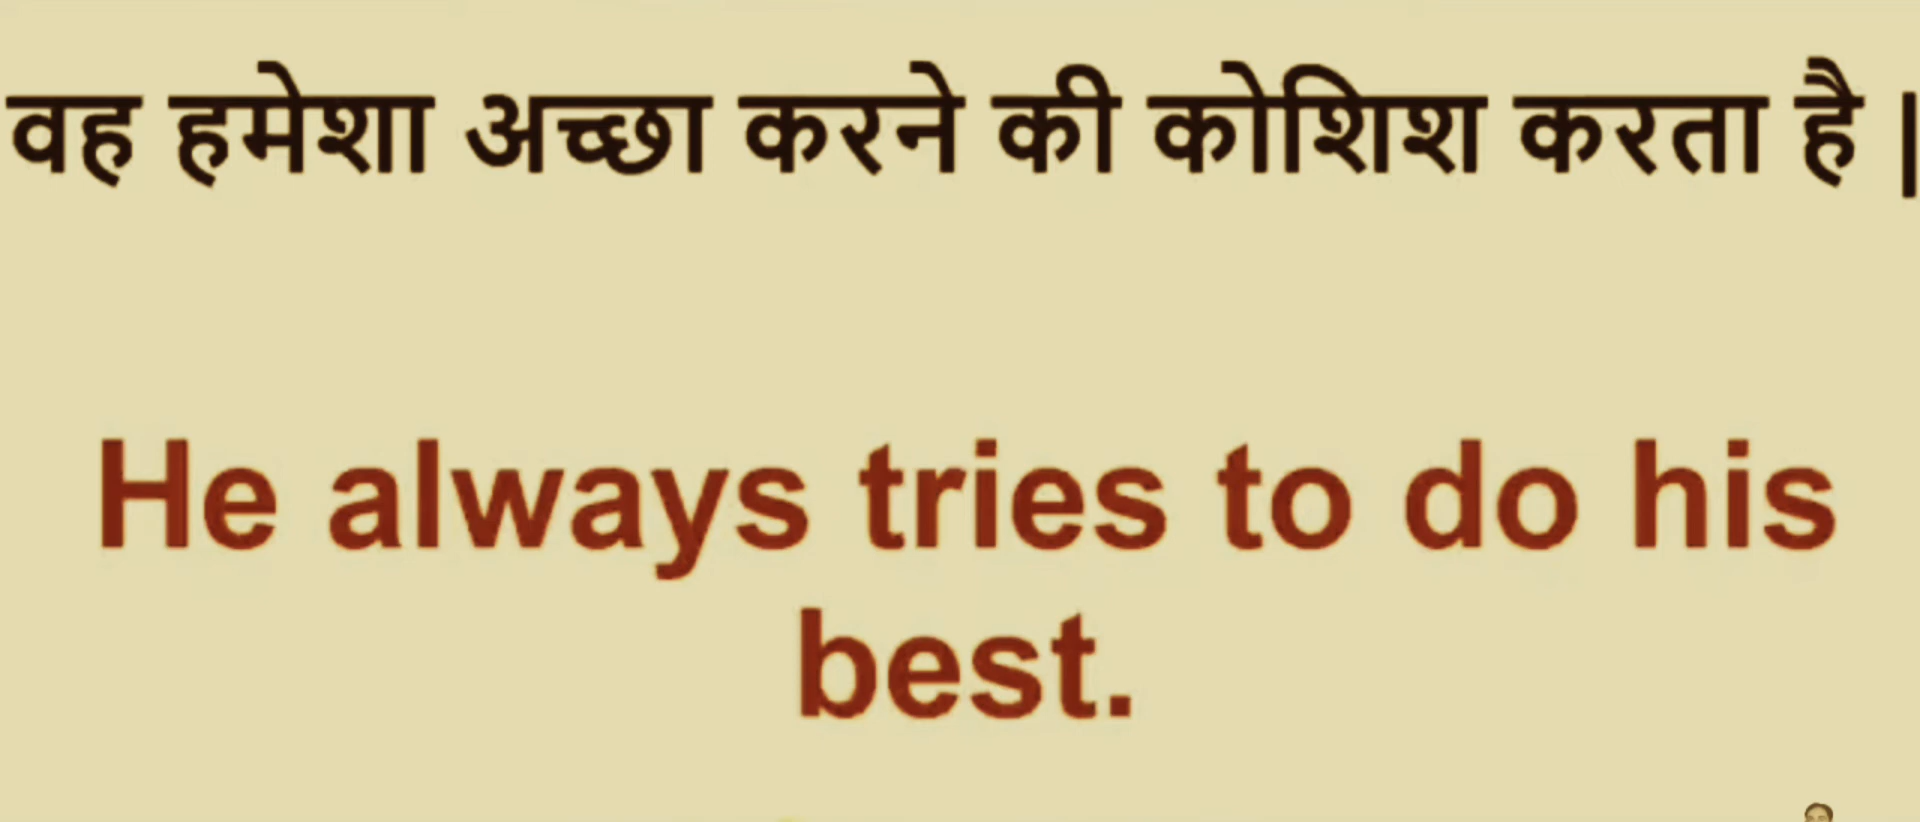 वह हमेशा अच्छा करने की कोशिश करता है |
He always tries to do his
best.